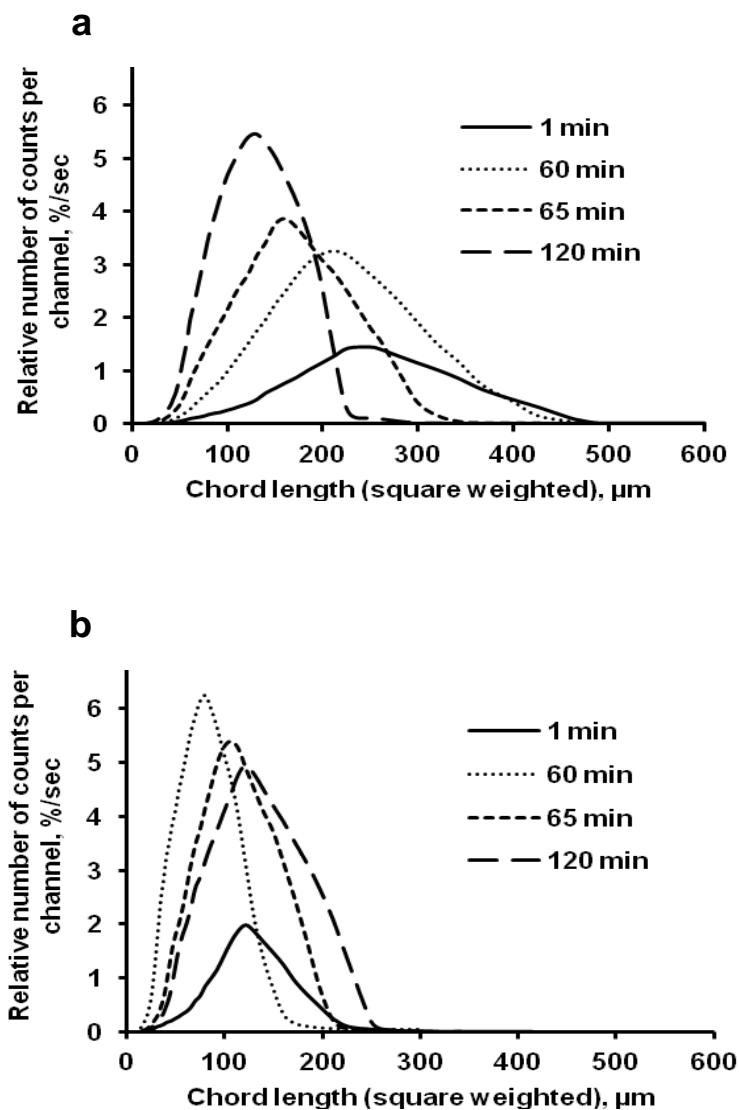 a
Relative number of counts per
channel, %/sec
6
5
4
3
2
1
0
1 min
60 min
65 min
120 min
0 100 200 300 400 500 600
Chord length (square weighted), µm
b
Relative number of counts per
channel, %/sec
6
5
4
3
2
1
0
1 min
60 min
65 min
120 min
0 100 200 300 400 500 600
Chord length (square weighted), µm